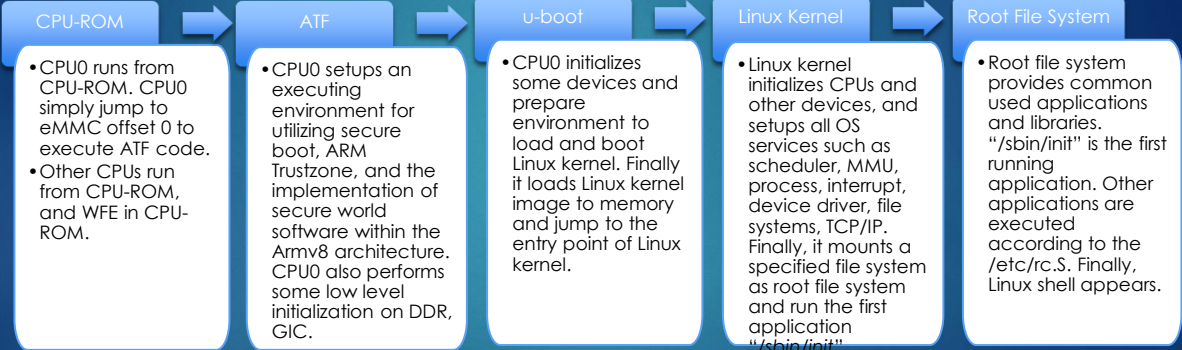 CPU-ROM
•CPU0 runs from
CPU-ROM. CPU0
simply jump to
eMMC offset 0 to
execute ATF code.
•Other CPUs run
from CPU-ROM,
and WFE in CPU-
ROM.
ATF
•CPU0 setups an
executing
environment for
utilizing secure
boot, ARM
Trustzone, and the
implementation of
secure world
software within the
Armv8 architecture.
CPU0 also performs
some low level
initialization on DDR,
GIC.
u-boot
•CPU0 initializes
some devices and
prepare
environment to
load and boot
Linux kernel. Finally
it loads Linux kernel
image to memory
and jump to the
entry point of Linux
kernel.
Linux Kernel
•Linux kernel
initializes CPUs and
other devices, and
setups all OS
services such as
scheduler, MMU,
process, interrupt,
device driver, file
systems, TCP/IP.
Finally, it mounts a
specified file system
as root file system
and run the first
application
"/sbin/init"
Root File System
•Root file system
provides common
used applications
and libraries.
“/sbin/init” is the first
running
application. Other
applications are
executed
according to the
/etc/rc.S. Finally,
Linux shell appears.